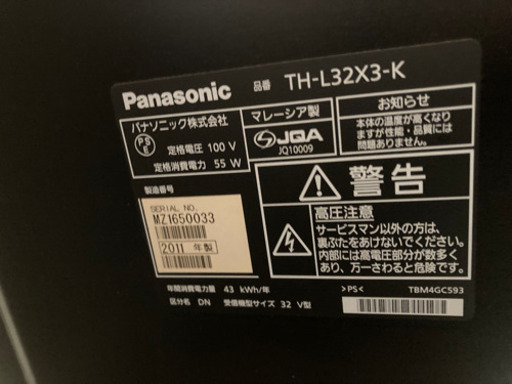 Panasonic
品番 TH-L32X3-K
パナソニック株式会社
PSE
定格電圧 100 V
定格消費電力 55 W
マレーシア製
JQA
JQ10009
お知らせ
本体の温度が高くなり
ますが性能・品質には
問題ありません。
製造番号
SERIAL NO.
MZ1650033
2011 年製
警告
高圧注意
サービスマン以外の方は、
裏ぶたをあけないでください。
内部には高電圧部分が数多く
あり、万一さわると危険です。
年間消費電力量 43 kWh/年
区分名 DN 受信機型サイズ 32 V型
>PS<
TBM4GC593